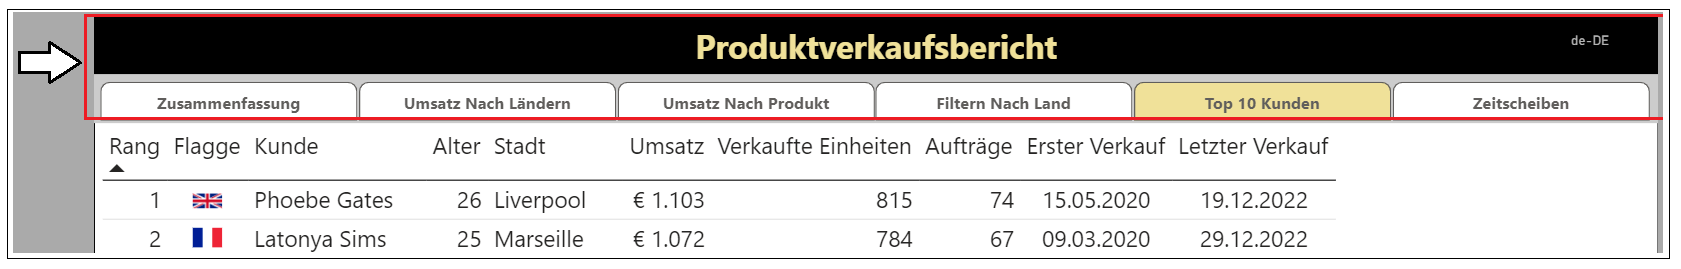 Produktverkaufsbericht
de-DE
Zusammenfassung Umsatz Nach Ländern Umsatz Nach Produkt Filtern Nach Land Top 10 Kunden Zeitscheiben
Rang Flagge Kunde Alter Stadt Umsatz Verkaufte Einheiten Aufträge Erster Verkauf Letzter Verkauf
1 Phoebe Gates 26 Liverpool € 1.103 815 74 15.05.2020 19.12.2022
2 Latonya Sims 25 Marseille € 1.072 784 67 09.03.2020 29.12.2022